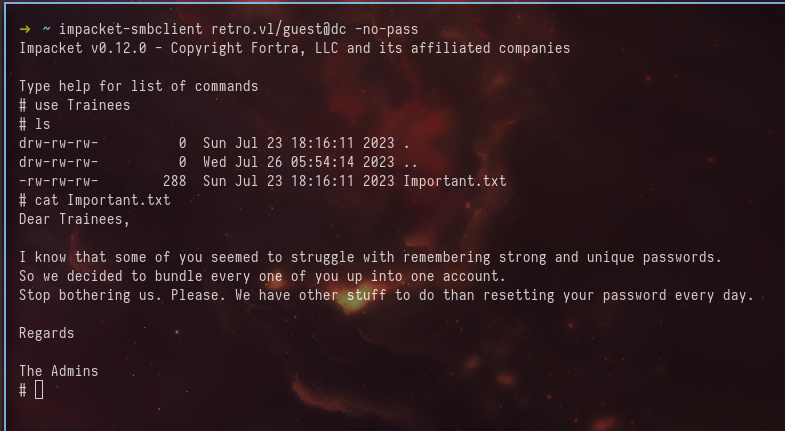 ➜ ~ impacket-smbclient retro.vl/guest@dc -no-pass
Impacket v0.12.0 - Copyright Fortra, LLC and its affiliated companies
Type help for list of commands
# use Trainees
# ls
drw-rw-rw- 0 Sun Jul 23 18:16:11 2023 .
drw-rw-rw- 0 Wed Jul 26 05:54:14 2023 ..
-rw-rw-rw- 288 Sun Jul 23 18:16:11 2023 Important.txt
# cat Important.txt
Dear Trainees,
I know that some of you seemed to struggle with remembering strong and unique passwords.
So we decided to bundle every one of you up into one account.
Stop bothering us. Please. We have other stuff to do than resetting your password every day.
Regards
The Admins
#